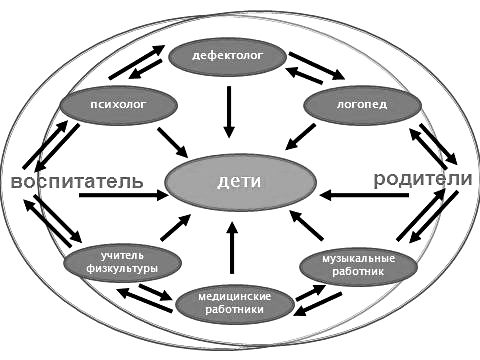 дефектолог
психолог
логопед
воспитатель
дети
родители
учитель
физкультуры
музыкальные
работник
медицинские
работники